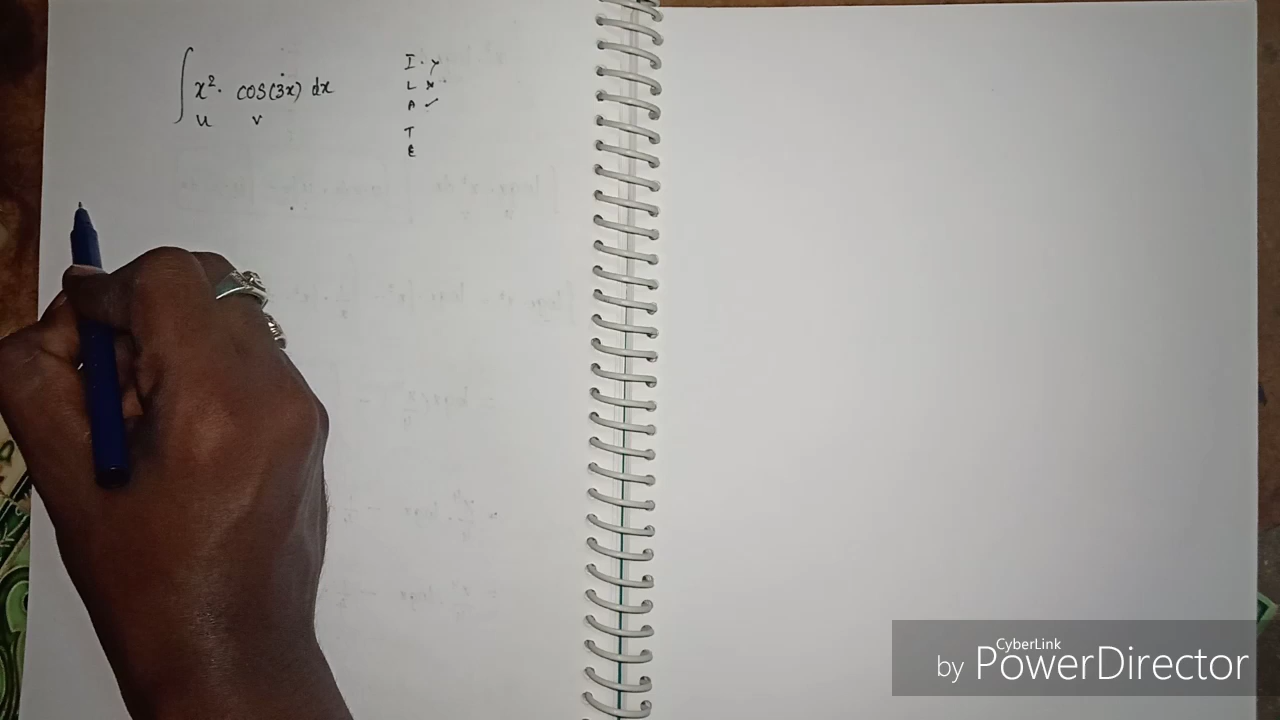 ∫ x². cos(3x) dx
u v
I. ×
L ×
A ✓
T
E
CyberLink
by PowerDirector